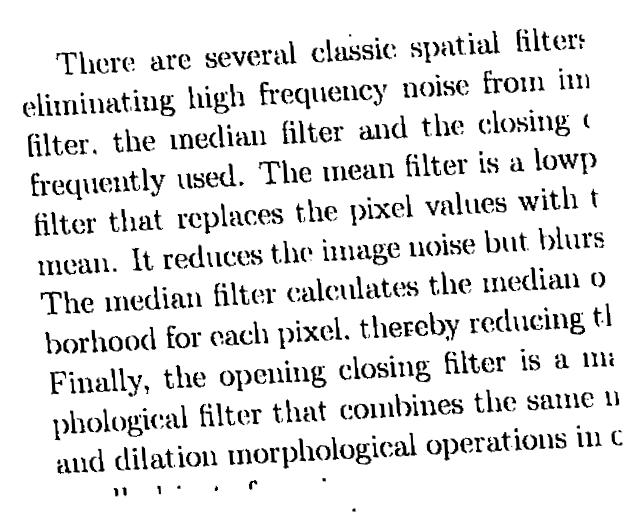 There are several classic spatial filters
eliminating high frequency noise from im
filter, the median filter and the closing
frequently used. The mean filter is a lowp
filter that replaces the pixel values with t
mean. It reduces the image noise but blurs
The median filter calculates the median o
borhood for each pixel, thereby reducing th
Finally, the opening closing filter is a ma
phological filter that combines the same n
and dilation morphological operations in